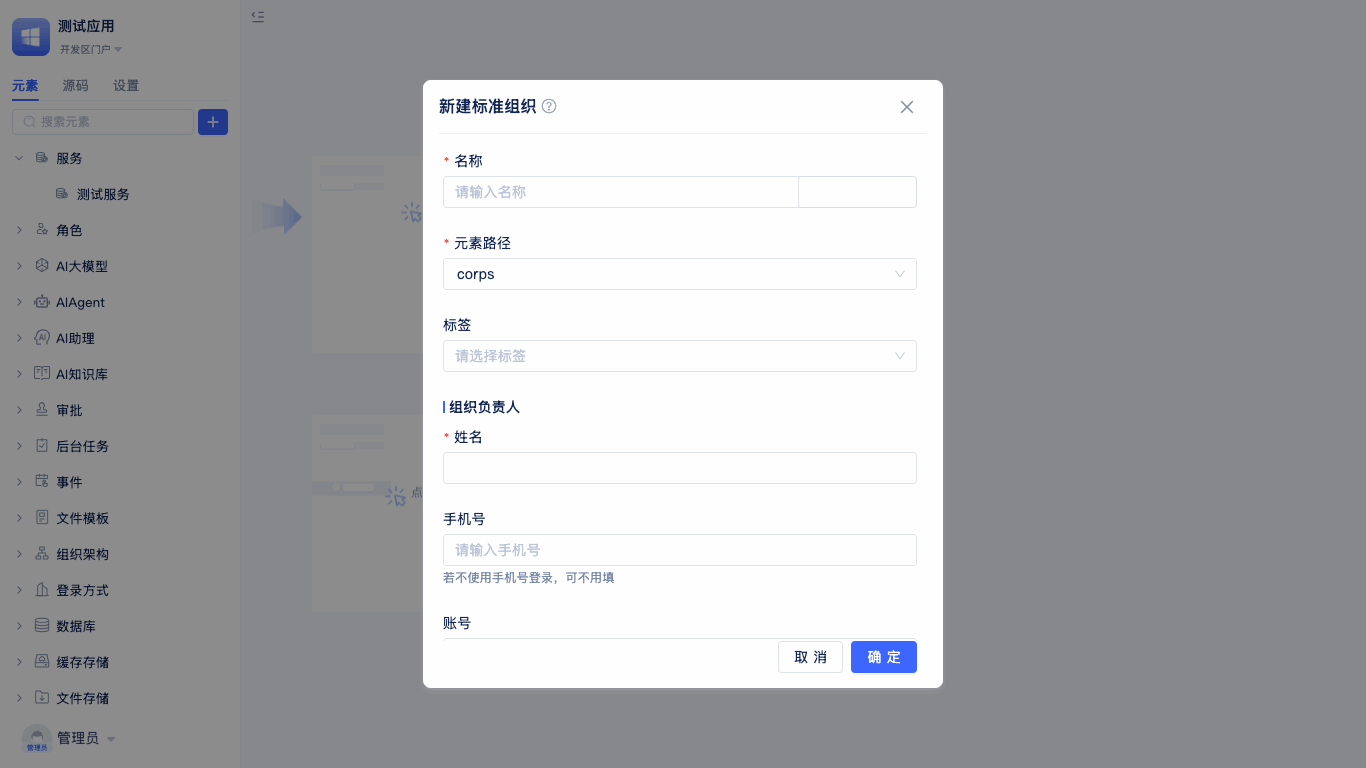 测试应用
开发区门户
元素
源码
设置
搜索元素
服务
测试服务
角色
AI大模型
AIAgent
AI助理
AI知识库
审批
后台任务
事件
文件模板
组织架构
登录方式
数据库
缓存存储
文件存储
管理员
管理员
点
新建标准组织
* 名称
请输入名称
* 元素路径
corps
标签
请选择标签
组织负责人
* 姓名
手机号
请输入手机号
若不使用手机号登录，可不用填
账号
取 消
确 定